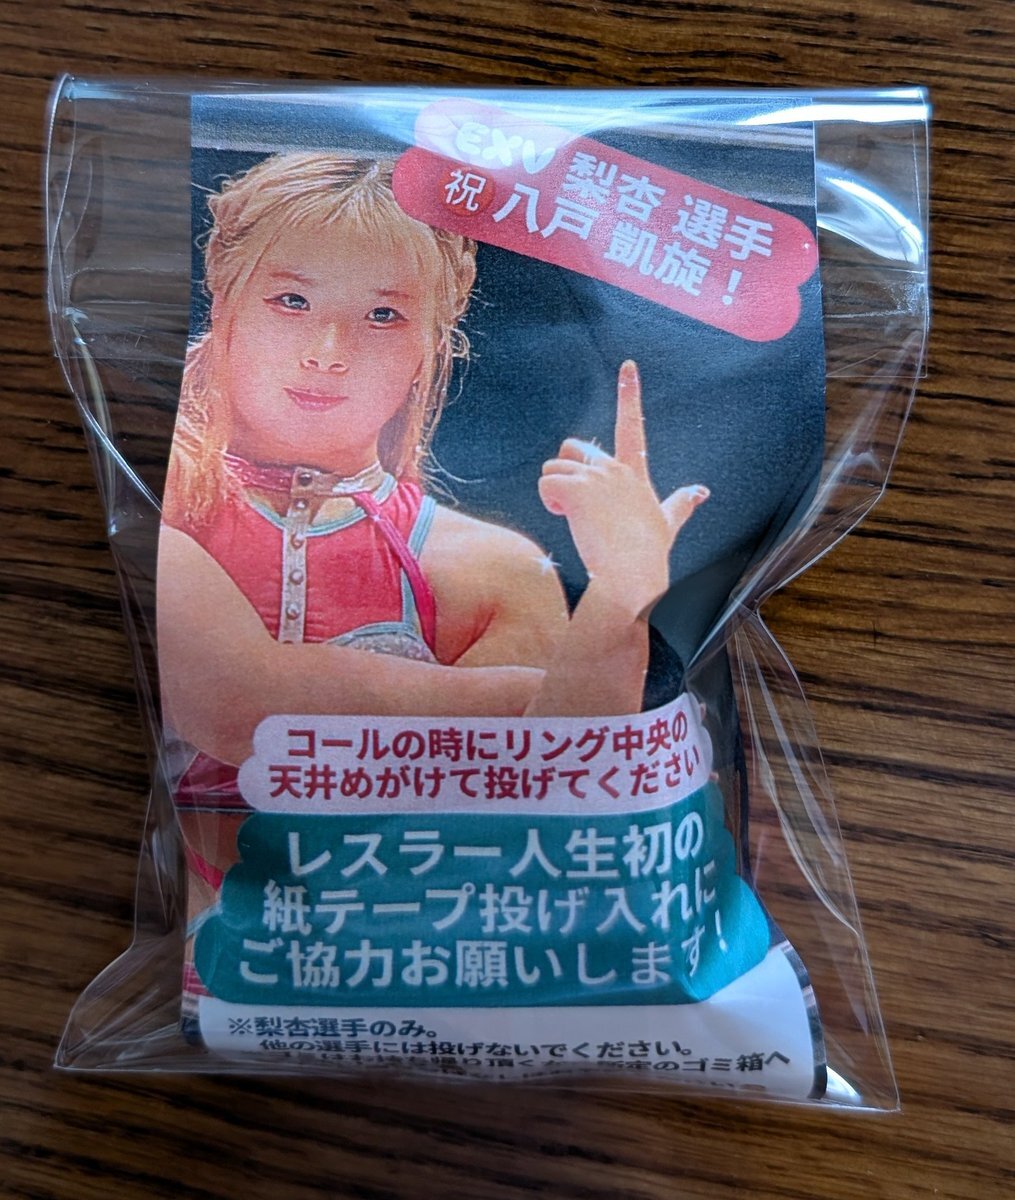 EXV 梨杏 選手
祝 八戸 凱旋！
コールの時にリング中央の
天井めがけて投げてください
レスラー人生初の
紙テープ投げ入れに
ご協力お願いします！
※梨杏選手のみ。
他の選手には投げないでください。
ゴミ箱へ